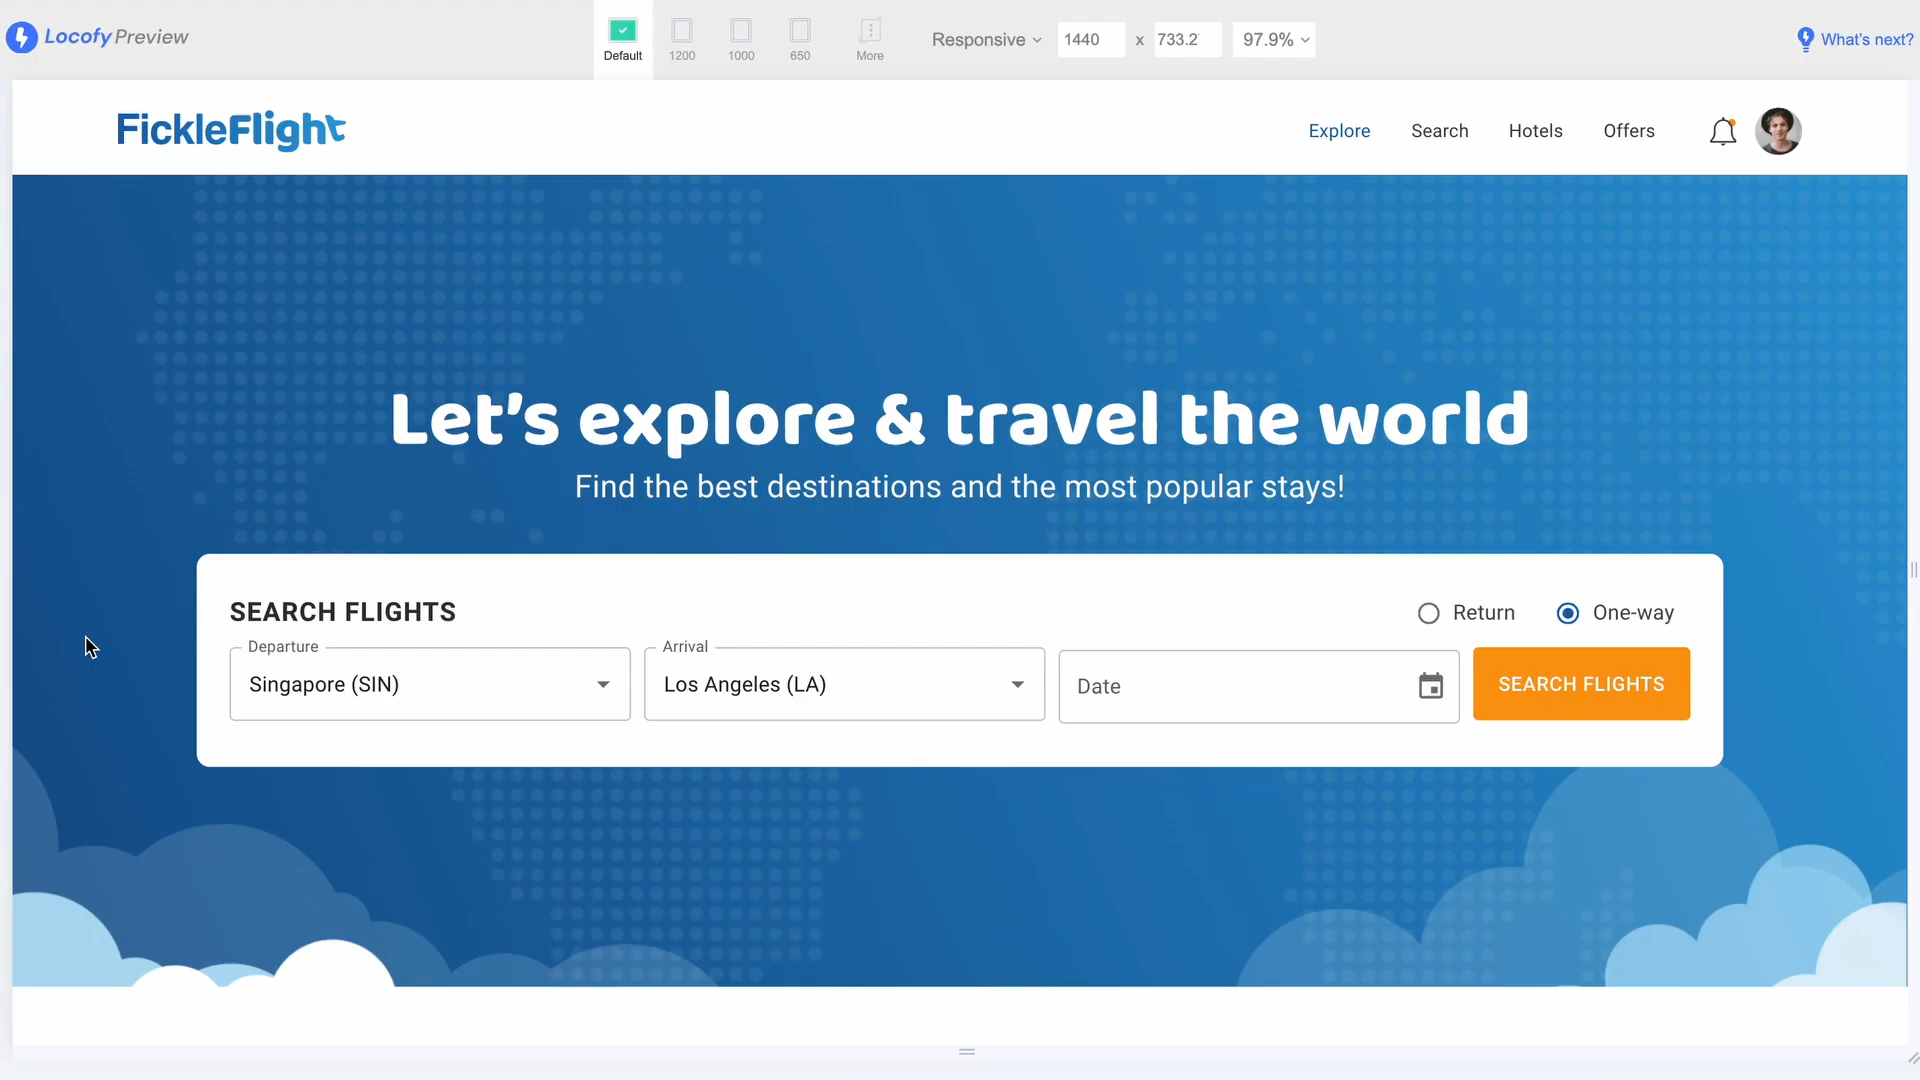 Locofy Preview
Default
1200
1000
650
More
Responsive
1440 x 733.2
97.9%
What's next?
FickleFlight
Explore
Search
Hotels
Offers
Let's explore & travel the world
Find the best destinations and the most popular stays!
SEARCH FLIGHTS
Return
One-way
Departure
Singapore (SIN)
Arrival
Los Angeles (LA)
Date
SEARCH FLIGHTS